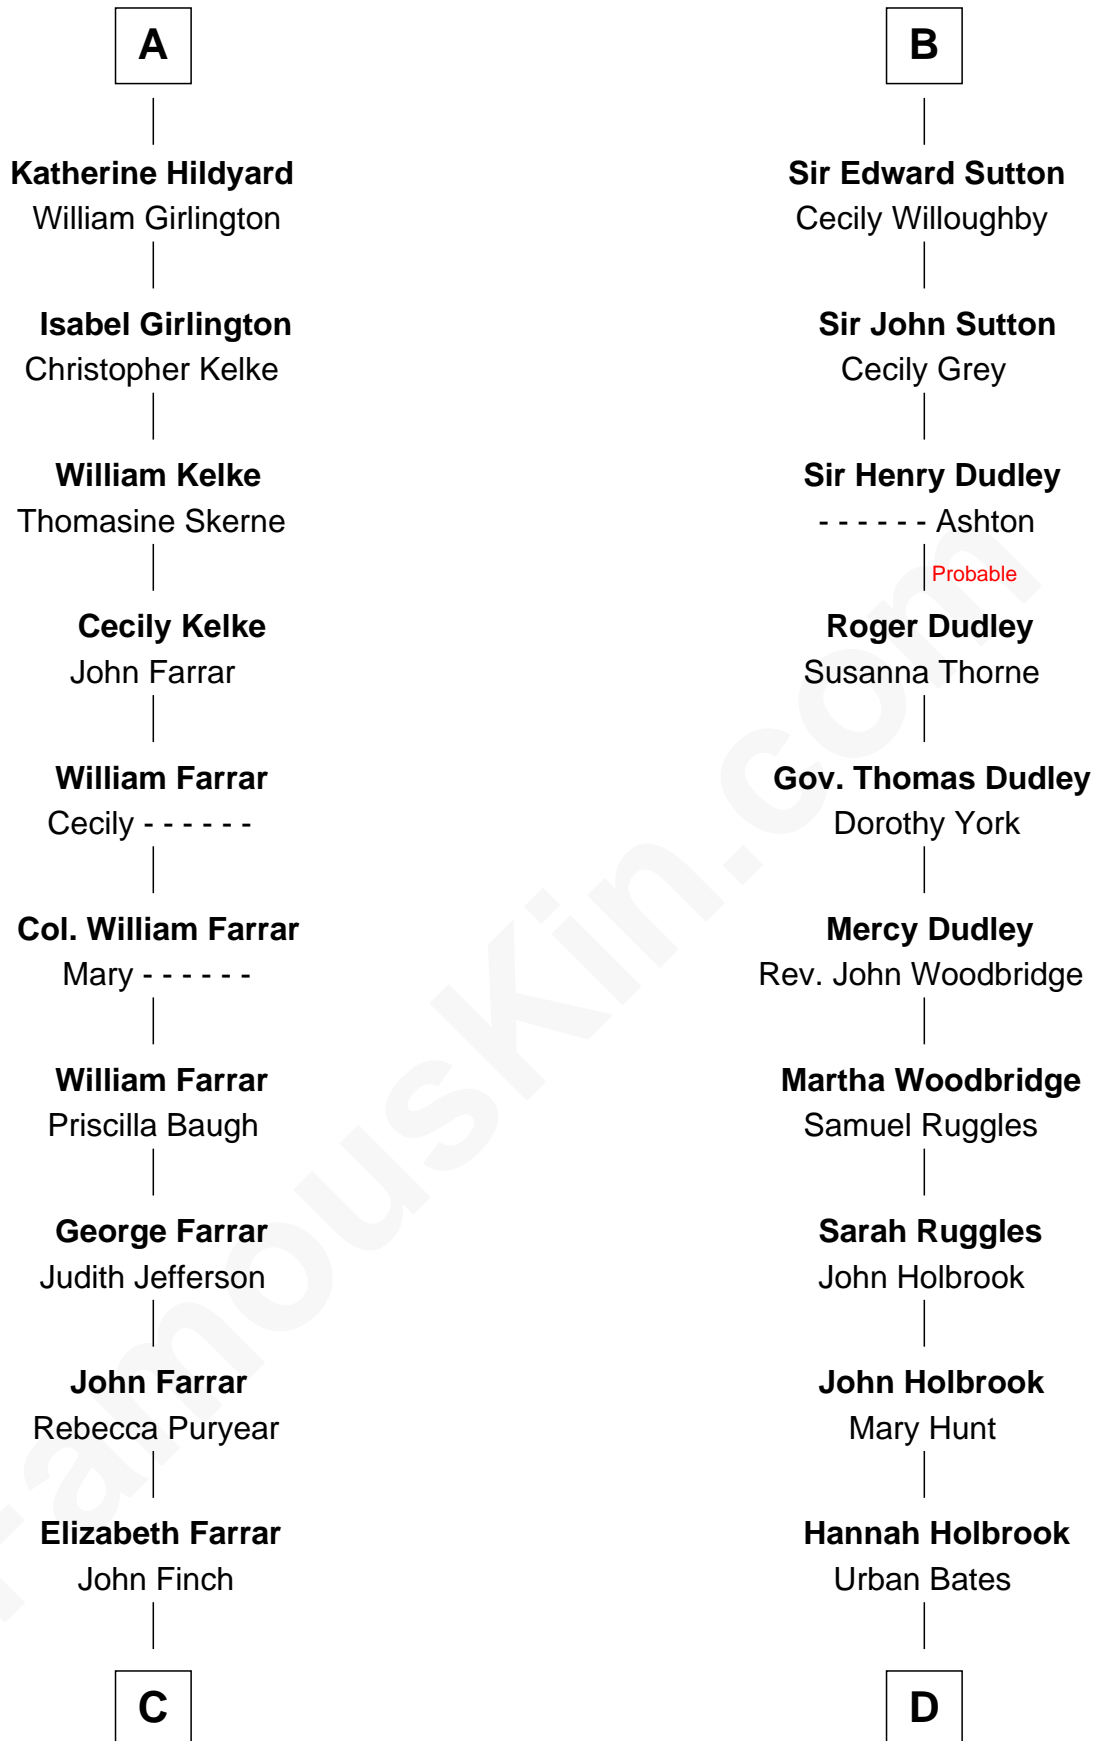 A
Katherine Hildyard
William Girlington
Isabel Girlington
Christopher Kelke
William Kelke
Thomasine Skerne
Cecily Kelke
John Farrar
William Farrar
Cecily - - - - - -
Col. William Farrar
Mary - - - - - -
William Farrar
Priscilla Baugh
George Farrar
Judith Jefferson
John Farrar
Rebecca Puryear
Elizabeth Farrar
John Finch
C
B
Sir Edward Sutton
Cecily Willoughby
Sir John Sutton
Cecily Grey
Sir Henry Dudley
- - - - - - Ashton
Probable
Roger Dudley
Susanna Thorne
Gov. Thomas Dudley
Dorothy York
Mercy Dudley
Rev. John Woodbridge
Martha Woodbridge
Samuel Ruggles
Sarah Ruggles
John Holbrook
John Holbrook
Mary Hunt
Hannah Holbrook
Urban Bates
D
FamousKin.com